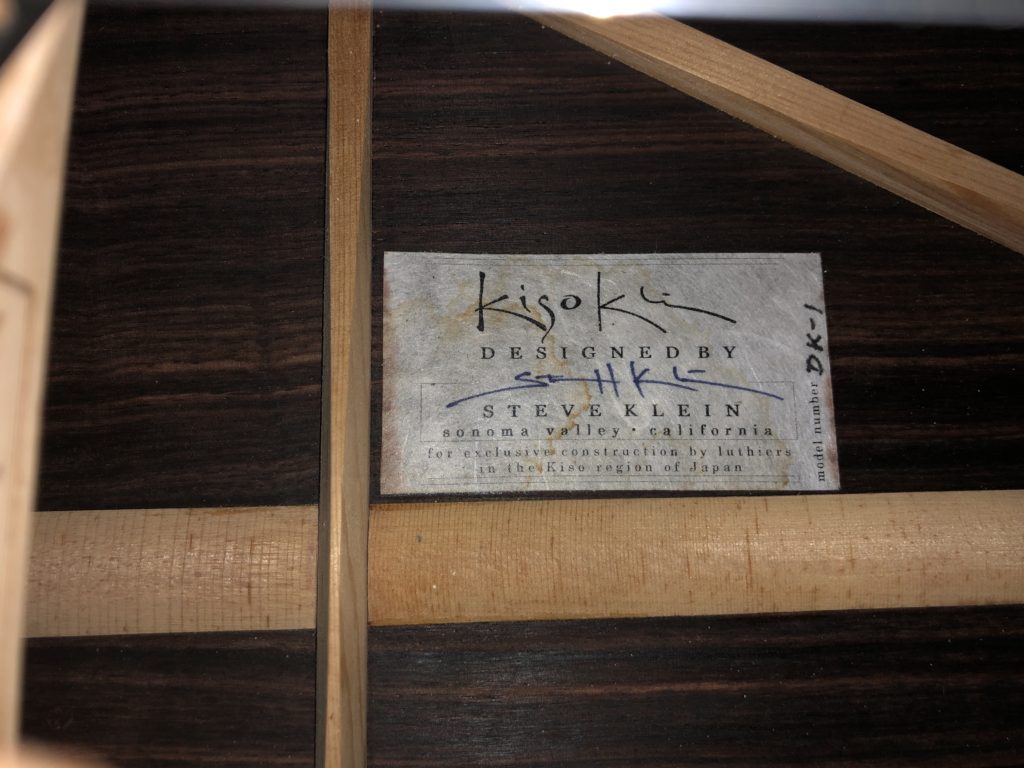 Kiso Klein
DESIGNED BY
STEVE KLEIN
sonoma valley • california
for exclusive construction by luthiers
in the Kiso region of Japan
model number DK-1